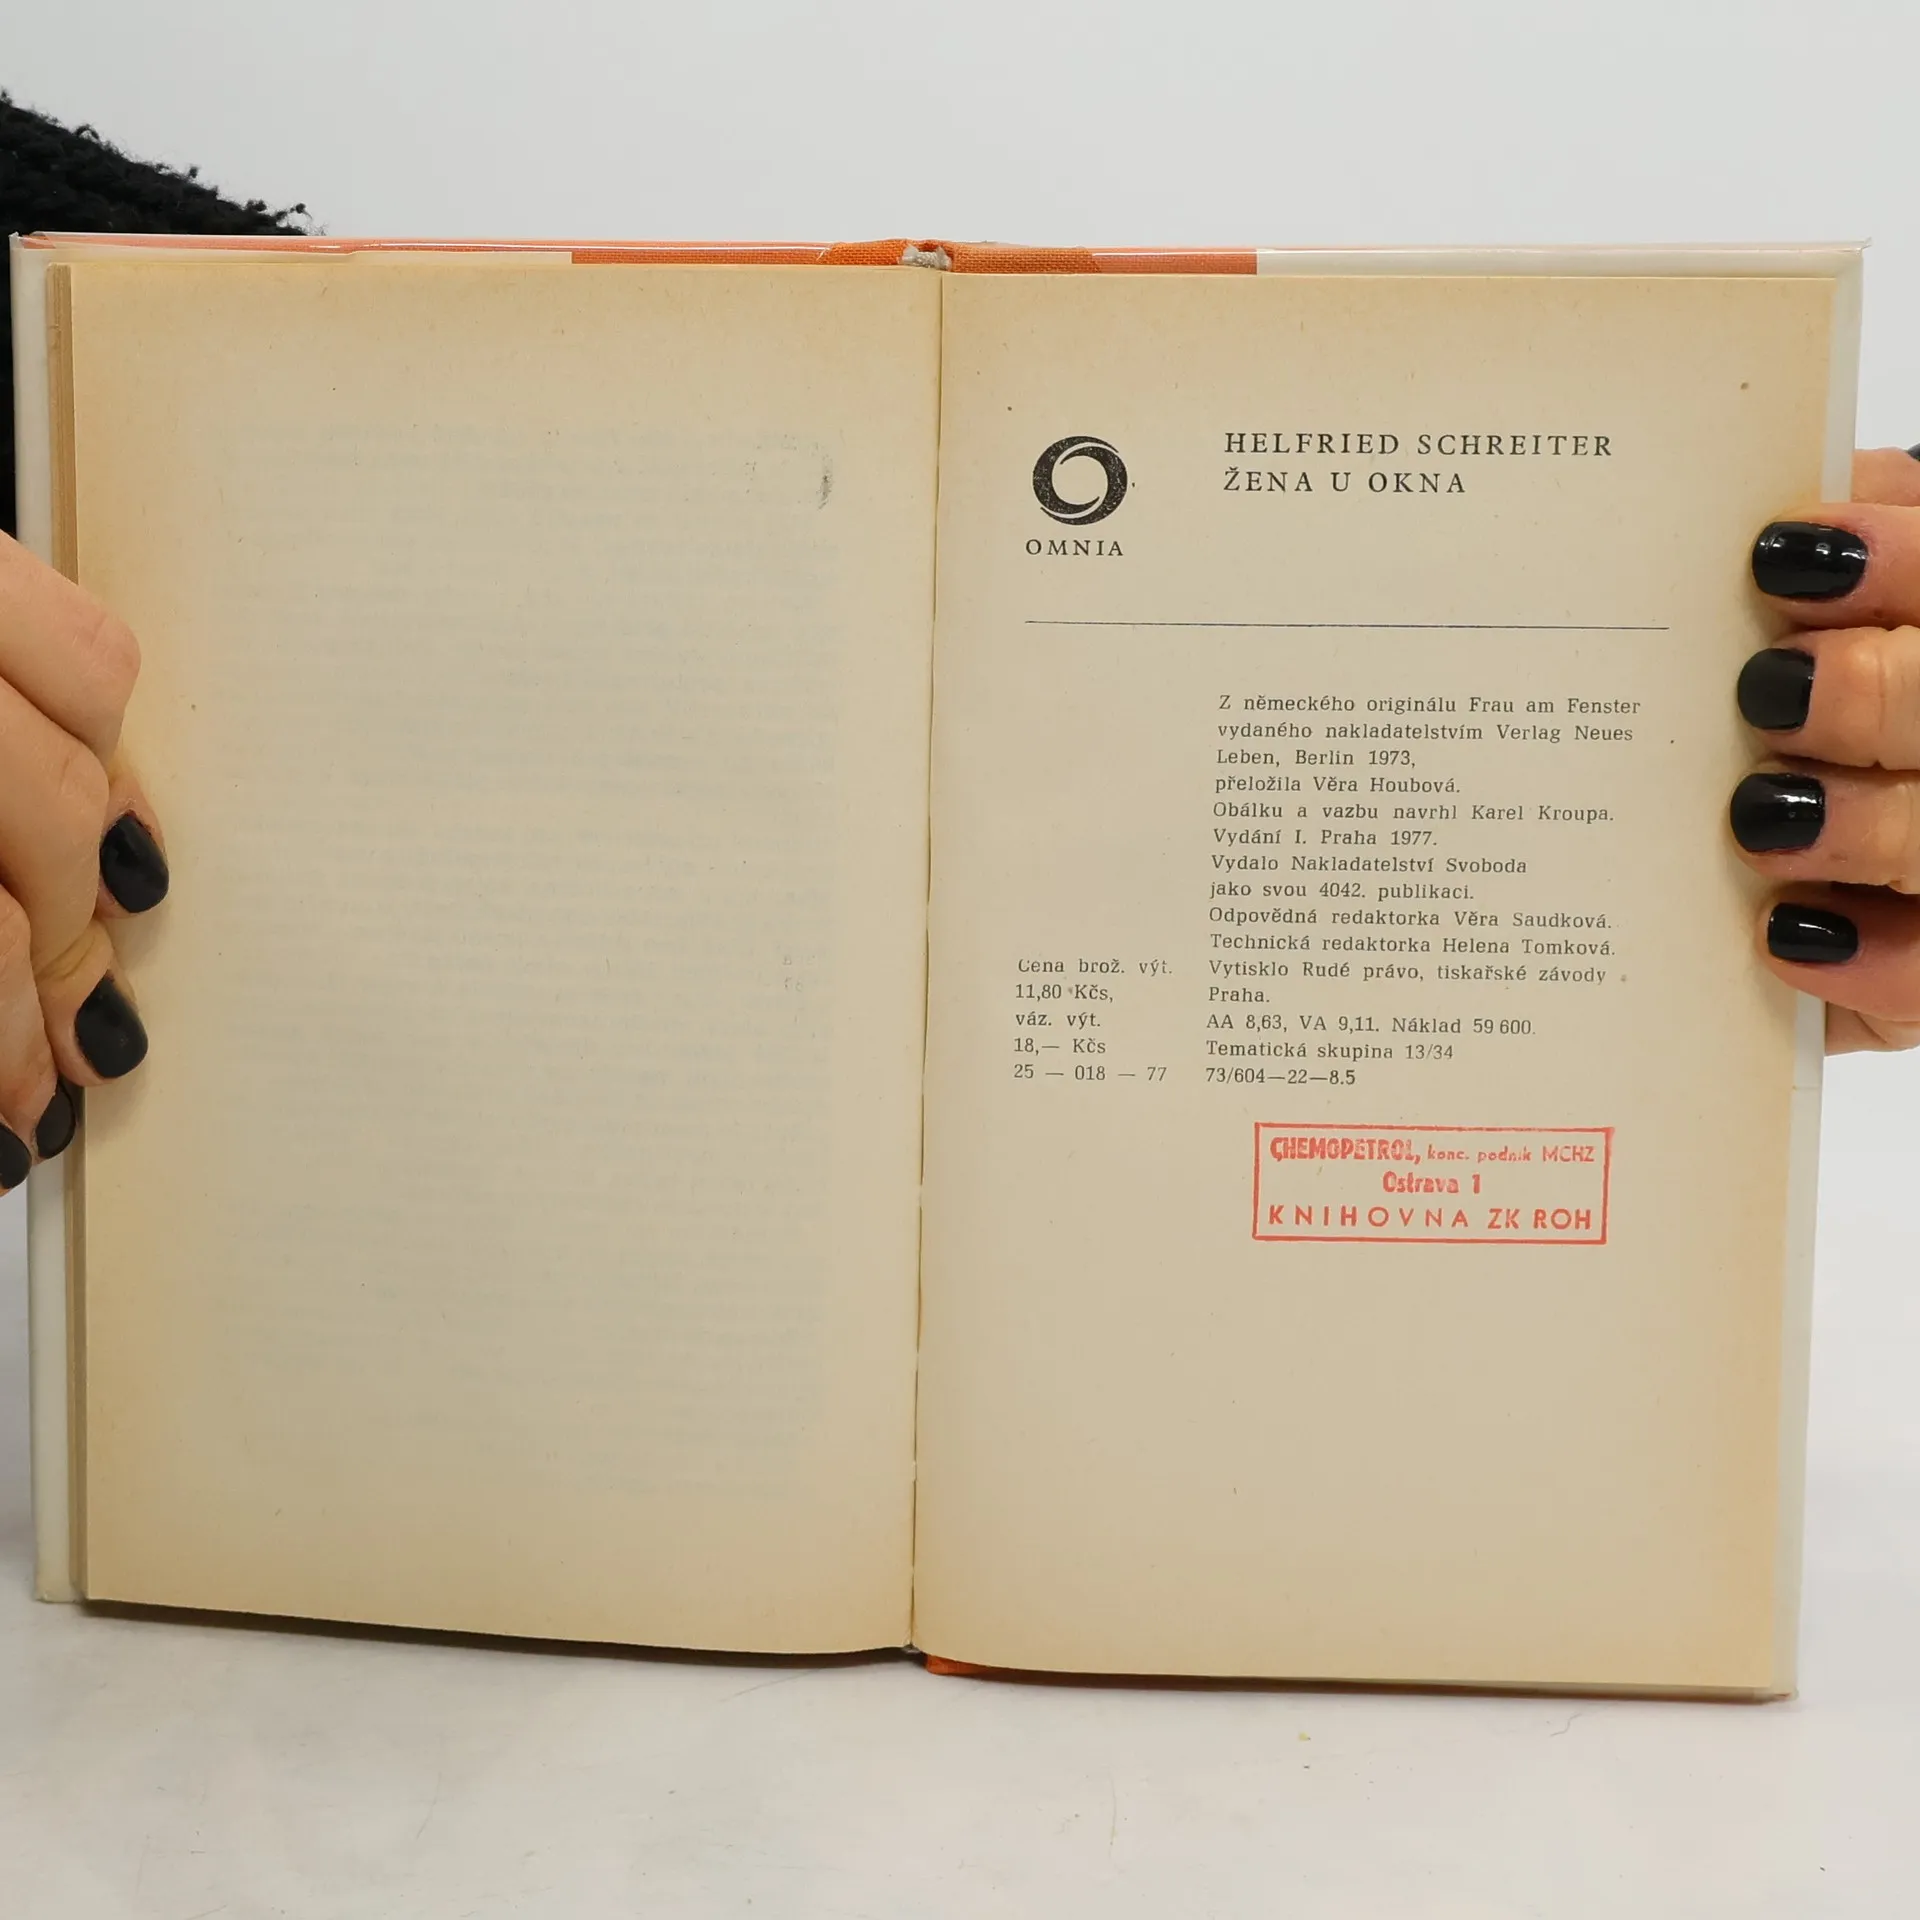 OMNIA
HELFRIED SCHREITER
ŽENA U OKNA
Z německého originálu Frau am Fenster
vydaného nakladatelstvím Verlag Neues
Leben, Berlin 1973,
přeložila Věra Houbová.
Obálku a vazbu navrhl Karel Kroupa.
Vydání I. Praha 1977.
Vydalo Nakladatelství Svoboda
jako svou 4042. publikaci.
Odpovědná redaktorka Věra Saudková.
Technická redaktorka Helena Tomková.
Vytisklo Rudé právo, tiskařské závody
Praha.
AA 8,63, VA 9,11. Náklad 59 600.
Tematická skupina 13/34
73/604—22—8.5
Cena brož. výt.
11,80 Kčs,
váz. výt.
18,— Kčs
25 — 018 — 77
CHEMOPETROL, konc. podnik MCHZ
Ostrava 1
KNIHOVNA ZK ROH